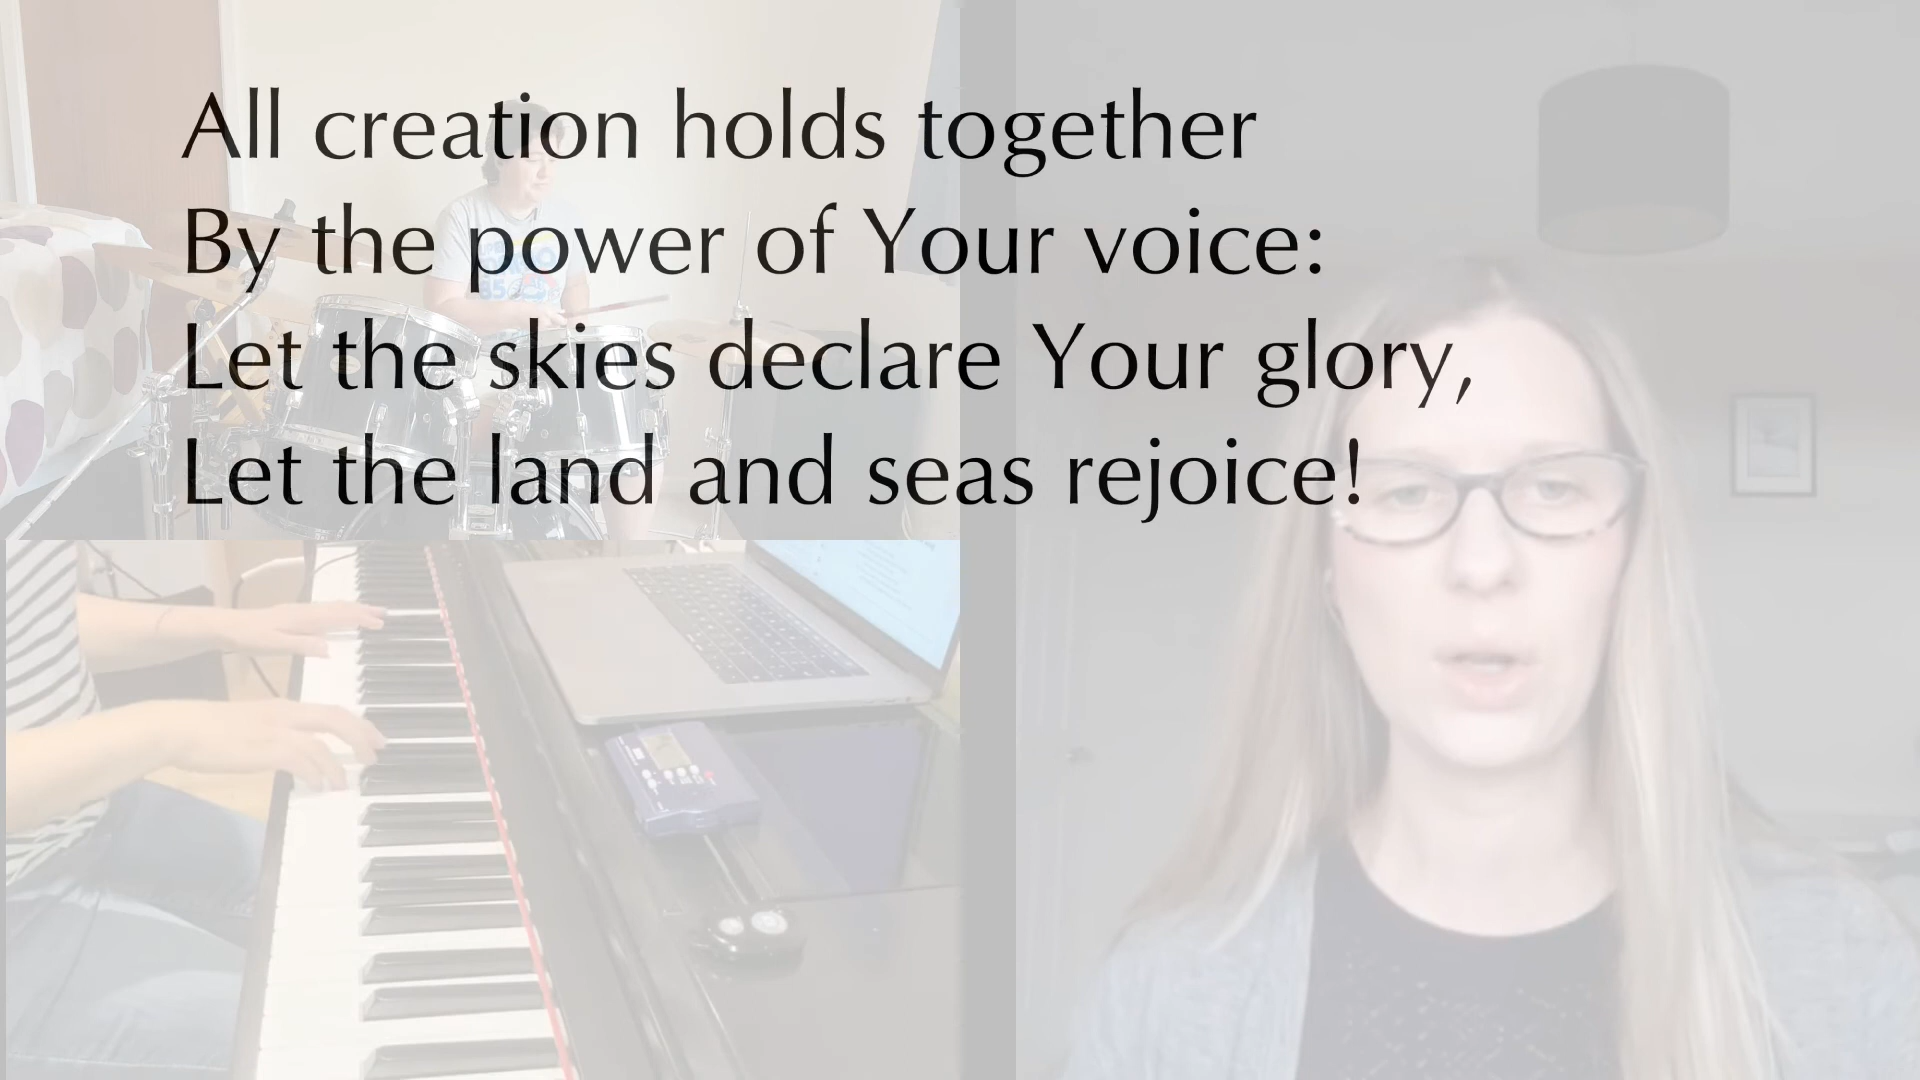 All creation holds together
By the power of Your voice:
Let the skies declare Your glory,
Let the land and seas rejoice!